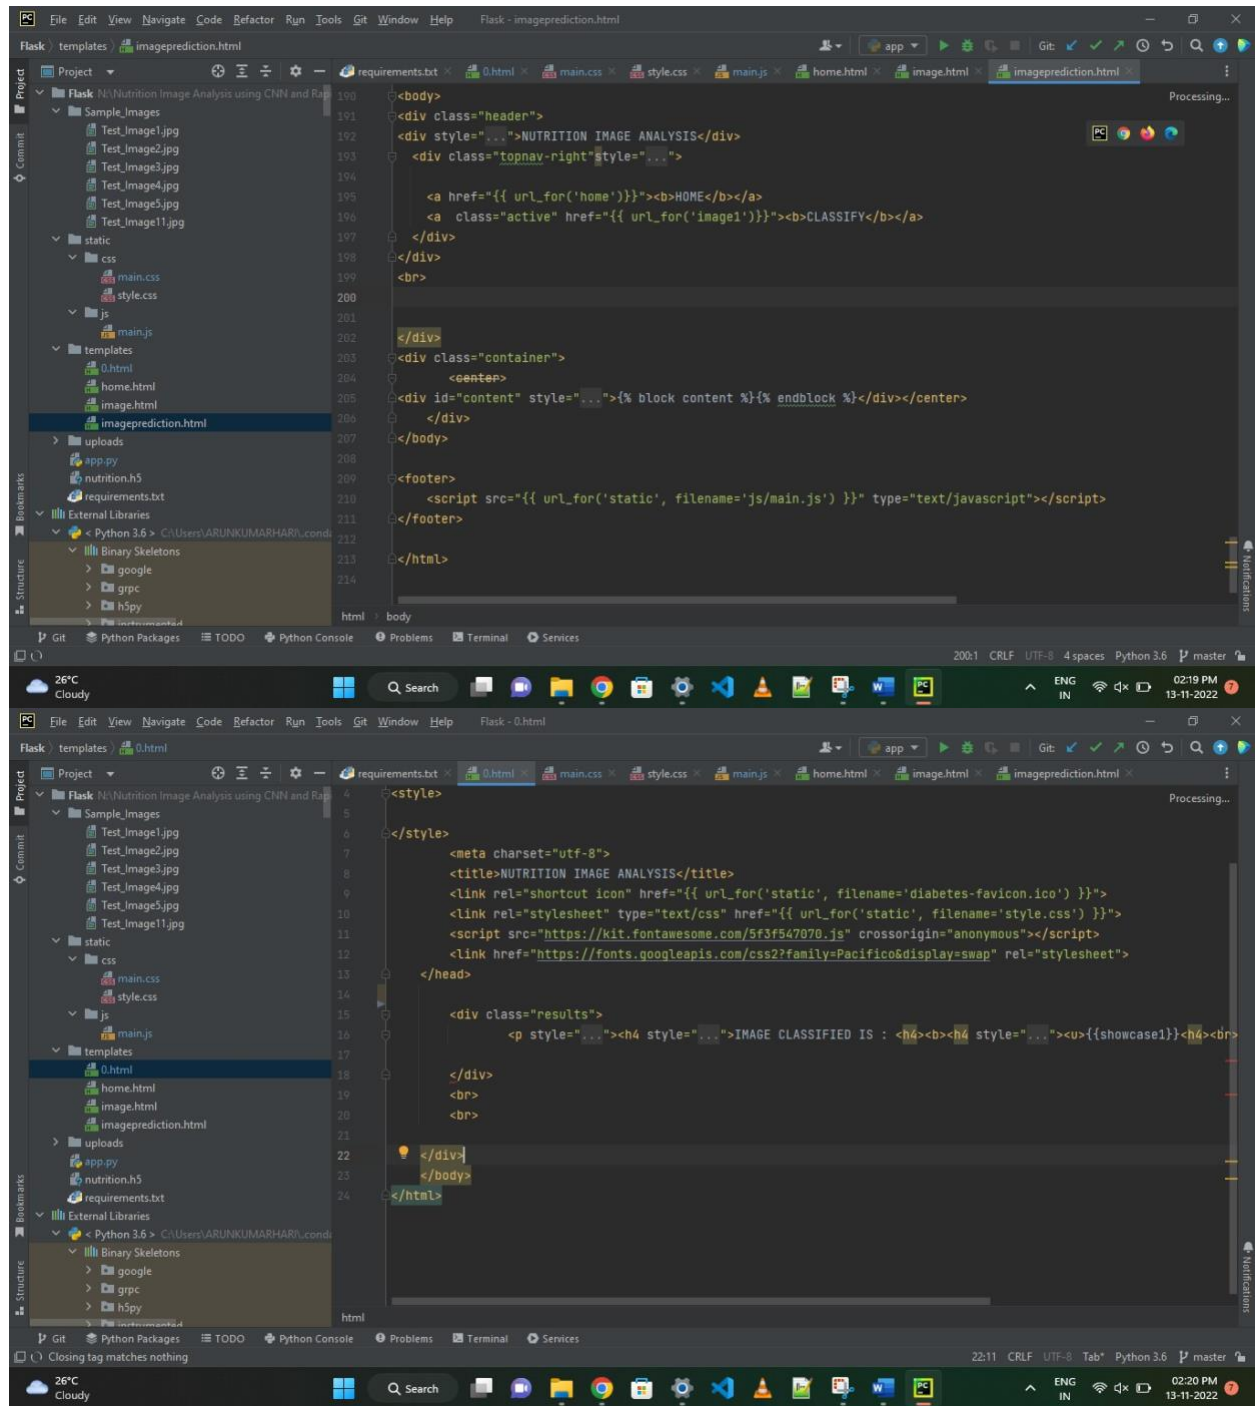 File Edit View Navigate Code Refactor Run Tools Git Window Help Flask - imageprediction.html
Flask templates imageprediction.html app Git:
Project requirements.txt 0.html main.css style.css main.js home.html image.html imageprediction.html
Project
Commit
Bookmarks
Structure
Notifications
Flask N:\Nutrition Image Analysis using CNN and Rap
Sample_Images
Test_Image1.jpg
Test_Image2.jpg
Test_Image3.jpg
Test_Image4.jpg
Test_Image5.jpg
Test_Image11.jpg
static
css
main.css
style.css
js
main.js
templates
0.html
home.html
image.html
imageprediction.html
uploads
app.py
nutrition.h5
requirements.txt
External Libraries
< Python 3.6 > C:\Users\ARUNKUMARHARI\.conda
Binary Skeletons
google
grpc
h5py
instrumented
Processing...
190 <body>
191 <div class="header">
192 <div style="...">NUTRITION IMAGE ANALYSIS</div>
193 <div class="topnav-right"style="...">
194
195 <a href="{{ url_for('home')}}"><b>HOME</b></a>
196 <a class="active" href="{{ url_for('image1')}}"><b>CLASSIFY</b></a>
197 </div>
198 </div>
199 <br>
200
201
202 </div>
203 <div class="container">
204 <center>
205 <div id="content" style="...">{% block content %}{% endblock %}</div></center>
206 </div>
207 </body>
208
209 <footer>
210 <script src="{{ url_for('static', filename='js/main.js') }}" type="text/javascript"></script>
211 </footer>
212
213 </html>
214
html body
Git Python Packages TODO Python Console Problems Terminal Services
200:1 CRLF UTF-8 4 spaces Python 3.6 master
26°C
Cloudy
Search
ENG
IN
02:19 PM
13-11-2022
7
File Edit View Navigate Code Refactor Run Tools Git Window Help Flask - 0.html
Flask templates 0.html app Git:
Project requirements.txt 0.html main.css style.css main.js home.html image.html imageprediction.html
Project
Commit
Bookmarks
Structure
Notifications
Flask N:\Nutrition Image Analysis using CNN and Rap
Sample_Images
Test_Image1.jpg
Test_Image2.jpg
Test_Image3.jpg
Test_Image4.jpg
Test_Image5.jpg
Test_Image11.jpg
static
css
main.css
style.css
js
main.js
templates
0.html
home.html
image.html
imageprediction.html
uploads
app.py
nutrition.h5
requirements.txt
External Libraries
< Python 3.6 > C:\Users\ARUNKUMARHARI\.conda
Binary Skeletons
google
grpc
h5py
instrumented
Processing...
4 <style>
5
6 </style>
7 <meta charset="utf-8">
8 <title>NUTRITION IMAGE ANALYSIS</title>
9 <link rel="shortcut icon" href="{{ url_for('static', filename='diabetes-favicon.ico') }}">
10 <link rel="stylesheet" type="text/css" href="{{ url_for('static', filename='style.css') }}">
11 <script src="https://kit.fontawesome.com/5f3f547070.js" crossorigin="anonymous"></script>
12 <link href="https://fonts.googleapis.com/css2?family=Pacifico&display=swap" rel="stylesheet">
13 </head>
14
15 <div class="results">
16 <p style="..."><h4 style="...">IMAGE CLASSIFIED IS : <h4><b><h4 style="..."><u>{{showcase1}}<h4><br>
17
18 </div>
19 <br>
20 <br>
21
22 </div>
23 </body>
24 </html>
html
Git Python Packages TODO Python Console Problems Terminal Services
Closing tag matches nothing 22:11 CRLF UTF-8 Tab* Python 3.6 master
26°C
Cloudy
Search
ENG
IN
02:20 PM
13-11-2022
7